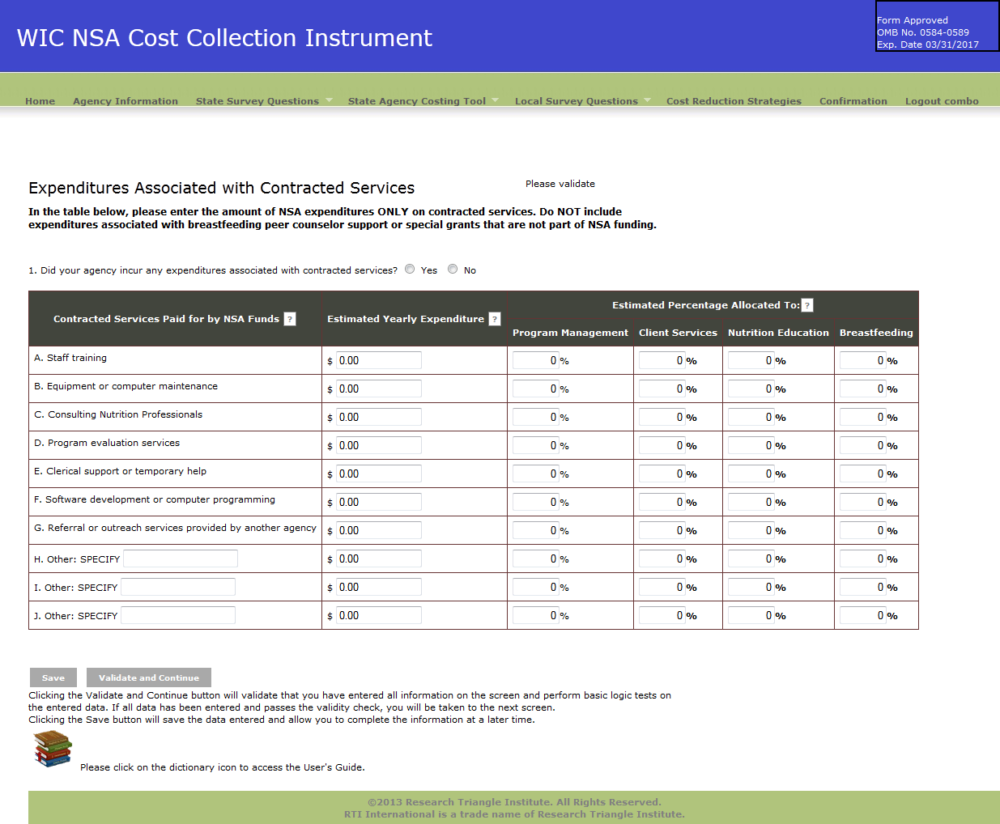 WIC NSA Cost Collection Instrument
Form Approved
OMB No. 0584-0589
Exp. Date 03/31/2017
Home Agency Information State Survey Questions State Agency Costing Tool Local Survey Questions Cost Reduction Strategies Confirmation Logout combo
Expenditures Associated with Contracted Services
Please validate
In the table below, please enter the amount of NSA expenditures ONLY on contracted services. Do NOT include
expenditures associated with breastfeeding peer counselor support or special grants that are not part of NSA funding.
1. Did your agency incur any expenditures associated with contracted services? Yes No
Contracted Services Paid for by NSA Funds ? Estimated Yearly Expenditure ? Estimated Percentage Allocated To: ?
Program Management Client Services Nutrition Education Breastfeeding
A. Staff training $ 0.00 0 % 0 % 0 % 0 %
B. Equipment or computer maintenance $ 0.00 0 % 0 % 0 % 0 %
C. Consulting Nutrition Professionals $ 0.00 0 % 0 % 0 % 0 %
D. Program evaluation services $ 0.00 0 % 0 % 0 % 0 %
E. Clerical support or temporary help $ 0.00 0 % 0 % 0 % 0 %
F. Software development or computer programming $ 0.00 0 % 0 % 0 % 0 %
G. Referral or outreach services provided by another agency $ 0.00 0 % 0 % 0 % 0 %
H. Other: SPECIFY $ 0.00 0 % 0 % 0 % 0 %
I. Other: SPECIFY $ 0.00 0 % 0 % 0 % 0 %
J. Other: SPECIFY $ 0.00 0 % 0 % 0 % 0 %
Save Validate and Continue
Clicking the Validate and Continue button will validate that you have entered all information on the screen and perform basic logic tests on
the entered data. If all data has been entered and passes the validity check, you will be taken to the next screen.
Clicking the Save button will save the data entered and allow you to complete the information at a later time.
Please click on the dictionary icon to access the User's Guide.
©2013 Research Triangle Institute. All Rights Reserved.
RTI International is a trade name of Research Triangle Institute.